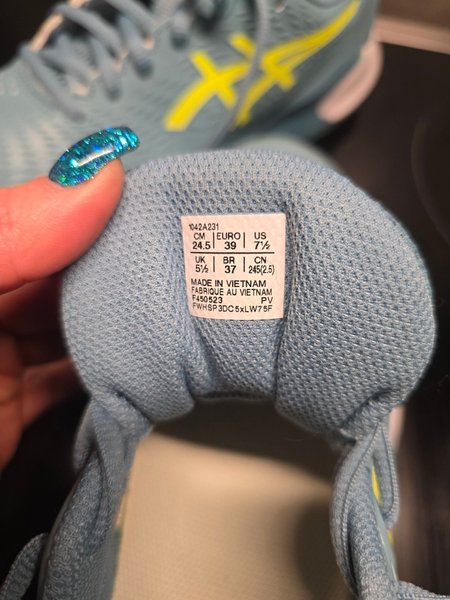 1042A231
CM EURO US
24.5 39 7½
UK BR CN
5½ 37 245(2.5)
MADE IN VIETNAM
FABRIQUE AU VIETNAM
F450523 PV
FWHSP3DC5xLW75F